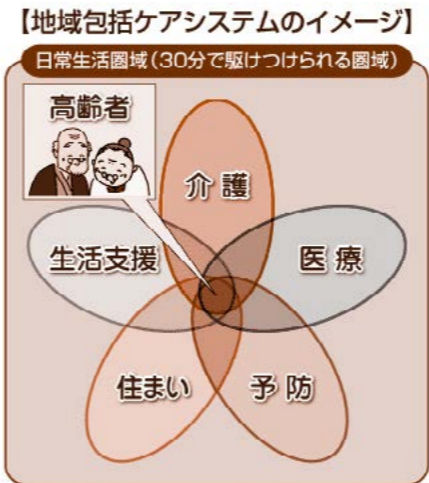 【地域包括ケアシステムのイメージ】
日常生活圏域(30分で駆けつけられる圏域)
高齢者
介護
生活支援
医療
住まい
予防